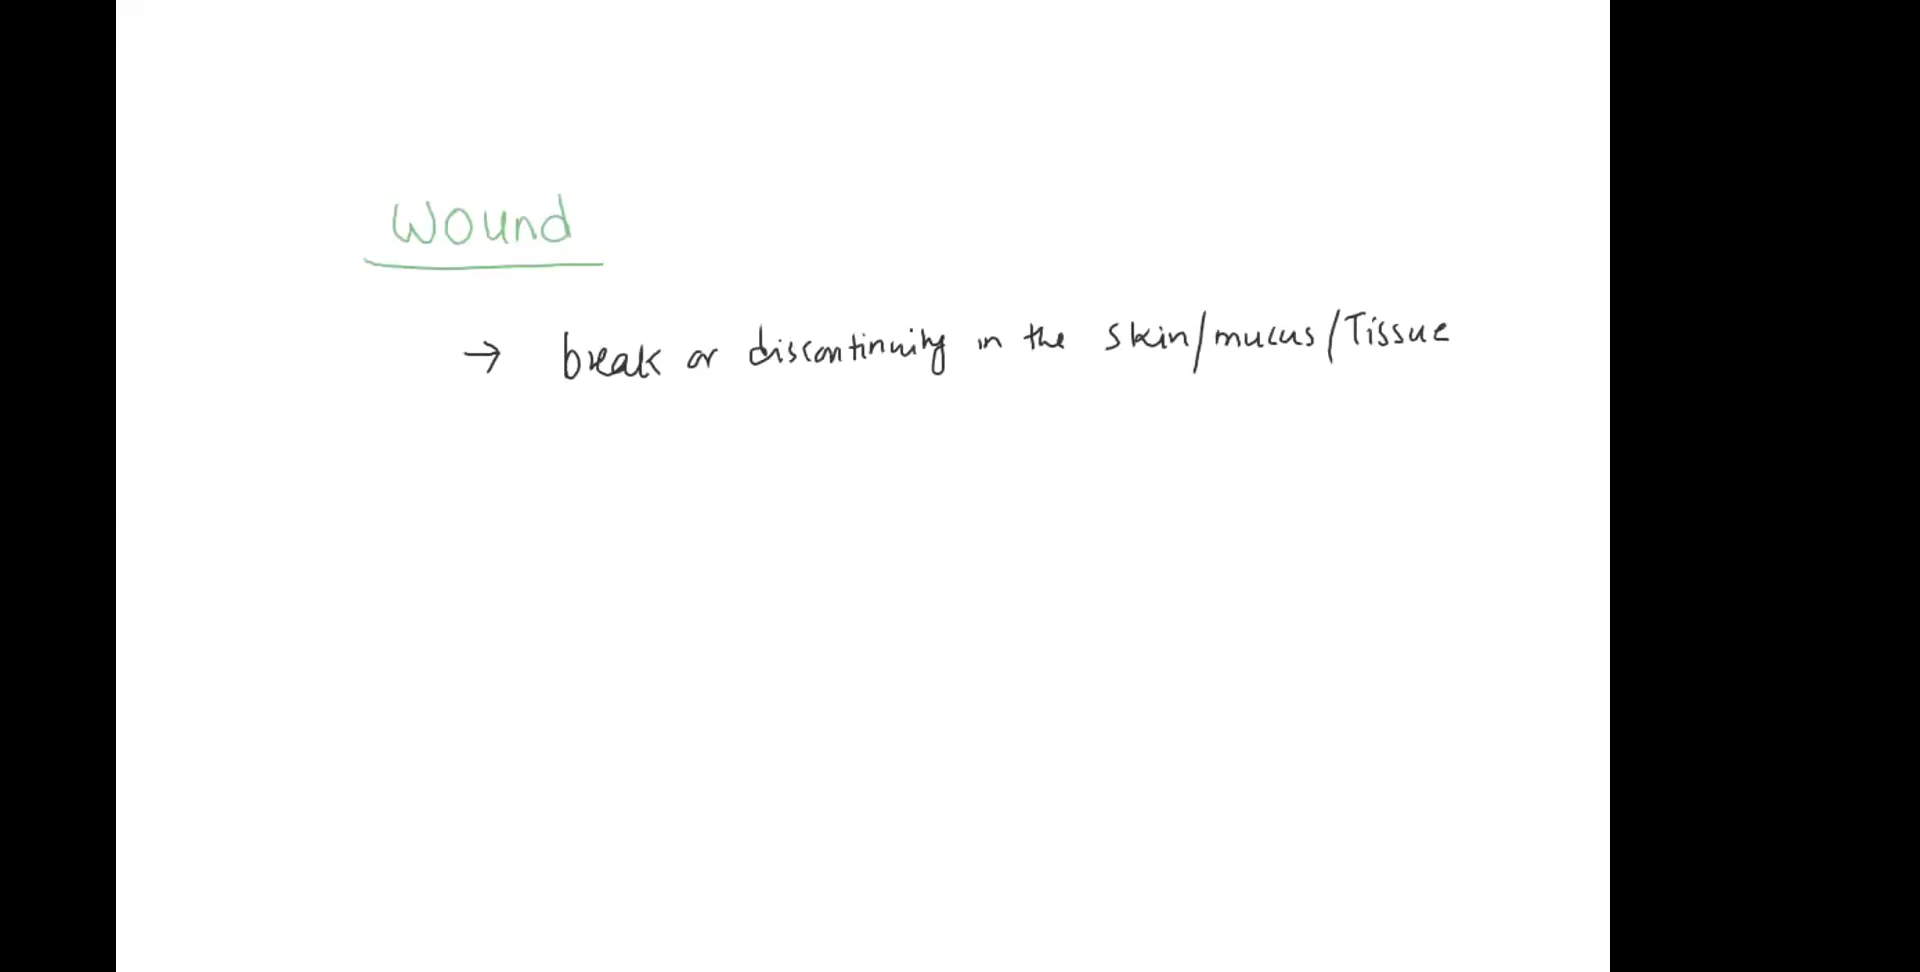 Wound
→ break or discontinuity in the skin/mucus/Tissue